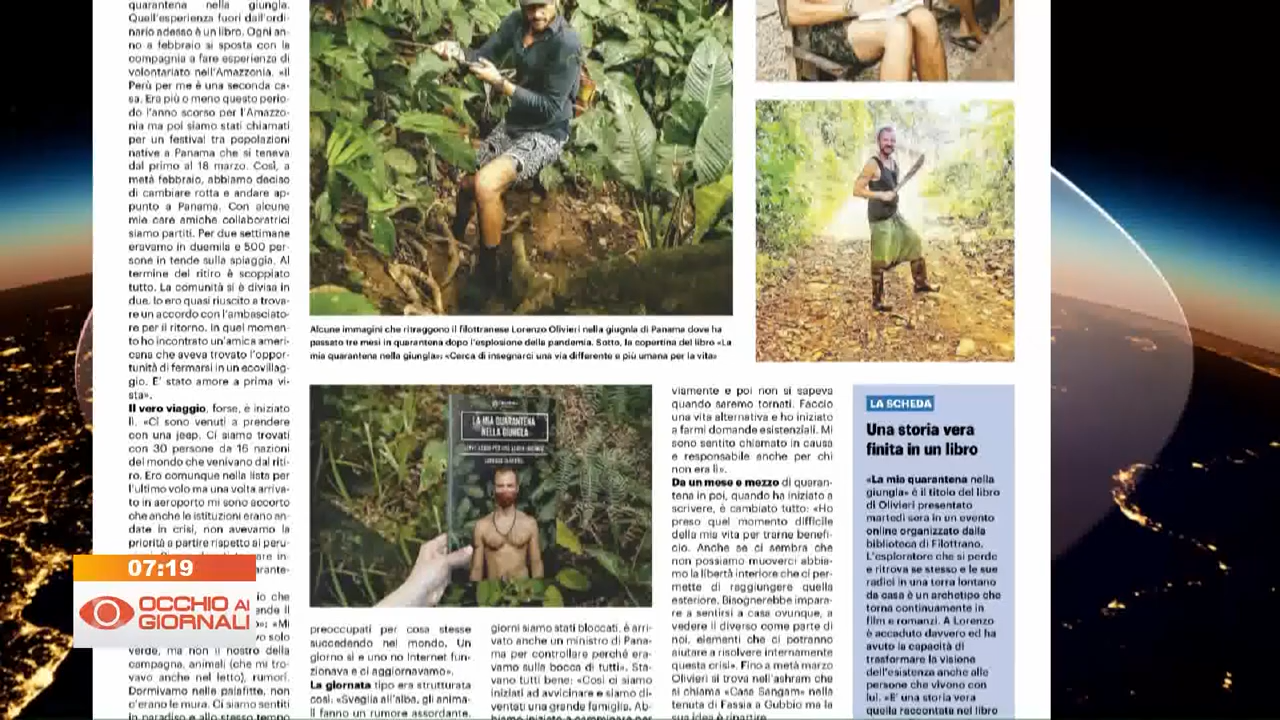 quarantena nella giungla.
Quell'esperienza fuori dall'ordi-
nario adesso è un libro. Ogni an-
no a febbraio si sposta con la
compagnia a fare esperienza di
volontariato nell'Amazzonia. «Il
Perù per me è una seconda ca-
sa. Era più o meno questo perio-
do l'anno scorso per l'Amazzo-
nia ma poi siamo stati chiamati
per un festival tra popolazioni
native a Panama che si teneva
dal primo al 18 marzo. Così, a
metà febbraio, abbiamo deciso
di cambiare rotta e andare ap-
punto a Panama. Con alcune
mie care amiche collaboratrici
siamo partiti. Per due settimane
eravamo in duemila e 500 per-
sone in tende sulla spiaggia. Al
termine del ritiro è scoppiato
tutto. La comunità si è divisa in
due. Io ero quasi riuscito a trova-
re un accordo con l'ambasciato-
re per il ritorno. In quel momen-
to ho incontrato un'amica ameri-
cana che aveva trovato l'oppor-
tunità di fermarsi in un ecovillag-
gio. E' stato amore a prima vi-
sta».
Il vero viaggio, forse, è iniziato
lì. «Ci sono venuti a prendere
con una jeep. Ci siamo trovati
con 30 persone da 16 nazioni
del mondo che venivano dal riti-
ro. Ero comunque nella lista per
l'ultimo volo ma una volta arriva-
to in aeroporto mi sono accorto
che anche le istituzioni erano an-
date in crisi, non avevamo la
priorità a partire rispetto ai peru-
verde, ma non il nostro della
campagna, animali (che mi tro-
vavo anche nel letto), rumori.
Dormivamo nelle palafitte, non
c'erano le mura. Ci siamo sentiti
in paradiso e allo stesso tempo
Alcune immagini che ritraggono il filottranese Lorenzo Olivieri nella giugnla di Panama dove ha
passato tre mesi in quarantena dopo l'esplosione della pandemia. Sotto, la copertina del libro «La
mia quarantena nella giungla»: «Cerca di insegnarci una via differente e più umana per la vita»
LA MIA QUARANTENA
NELLA GIUNGLA
preoccupati per cosa stesse
succedendo nel mondo. Un
giorno sì e uno no Internet fun-
zionava e ci aggiornavamo».
La giornata tipo era strutturata
così: «Sveglia all'alba, gli anima-
li fanno un rumore assordante.
giorni siamo stati bloccati, è arri-
vato anche un ministro di Pana-
ma per controllare perché era-
vamo sulla bocca di tutti». Sta-
vano tutti bene: «Così ci siamo
iniziati ad avvicinare e siamo di-
ventati una grande famiglia. Ab-
biamo iniziato a camminare per
viamente e poi non si sapeva
quando saremo tornati. Faccio
una vita alternativa e ho iniziato
a farmi domande esistenziali. Mi
sono sentito chiamato in causa
e responsabile anche per chi
non era lì».
Da un mese e mezzo di quaran-
tena in poi, quando ha iniziato a
scrivere, è cambiato tutto: «Ho
preso quel momento difficile
della mia vita per trarne benefi-
cio. Anche se ci sembra che
non possiamo muoverci abbia-
mo la libertà interiore che ci per-
mette di raggiungere quella
esteriore. Bisognerebbe impara-
re a sentirsi a casa ovunque, a
vedere il diverso come parte di
noi, elementi che ci potranno
aiutare a risolvere internamente
questa crisi». Fino a metà marzo
Olivieri si trova nell'ashram che
si chiama «Casa Sangam» nella
tenuta di Fassia a Gubbio ma la
sua idea è ripartire.
LA SCHEDA
Una storia vera
finita in un libro
«La mia quarantena nella
giungla» è il titolo del libro
di Olivieri presentato
martedì sera in un evento
online organizzato dalla
biblioteca di Filottrano.
L'esploratore che si perde
e ritrova se stesso e le sue
radici in una terra lontano
da casa è un archetipo che
torna continuamente in
film e romanzi. A Lorenzo
è accaduto davvero ed ha
avuto la capacità di
trasformare la visione
dell'esistenza anche alle
persone che vivono con
lui. «E' una storia vera
quella raccontata nel libro
07:19
OCCHIO AI
GIORNALI